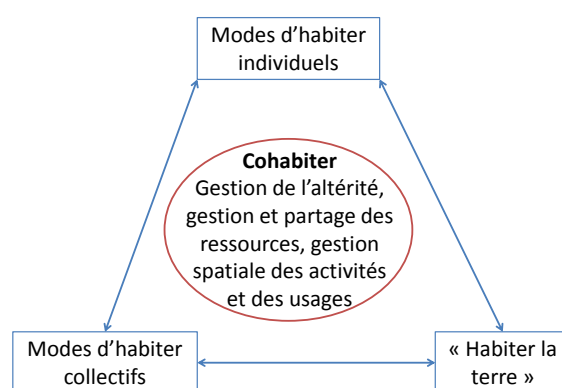 Modes d’habiter
individuels
Cohabiter
Gestion de l’altérité,
gestion et partage des
ressources, gestion
spatiale des activités
et des usages
Modes d’habiter
collectifs
« Habiter la
terre »